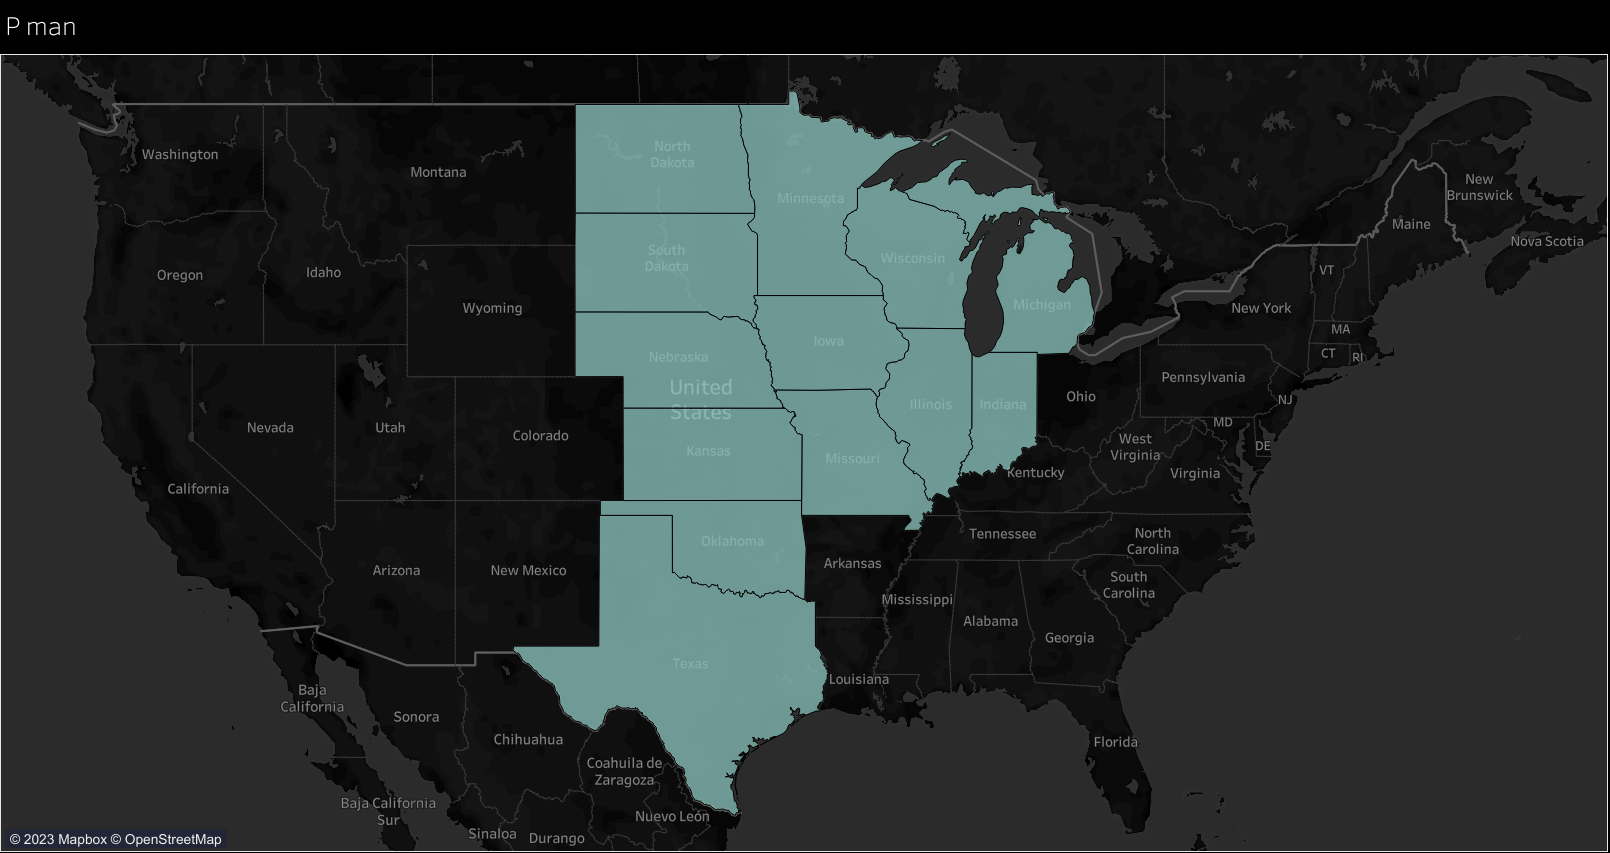 P man
Washington
Montana
North
Dakota
Minnesota
New
Brunswick
Maine
Nova Scotia
Oregon
Idaho
South
Dakota
Wisconsin
VT
Wyoming
Michigan
New York
MA
Iowa
Nebraska
CT
RI
Pennsylvania
United
States
Ohio
NJ
Illinois
Indiana
Nevada
Utah
Colorado
MD
West
Virginia
DE
Kansas
Missouri
Kentucky
Virginia
California
Oklahoma
Tennessee
North
Carolina
Arizona
New Mexico
Arkansas
South
Carolina
Mississippi
Alabama
Georgia
Texas
Louisiana
Baja
California
Sonora
Chihuahua
Florida
Coahuila de
Zaragoza
Baja California
Sur
Nuevo León
Sinaloa
Durango
© 2023 Mapbox © OpenStreetMap